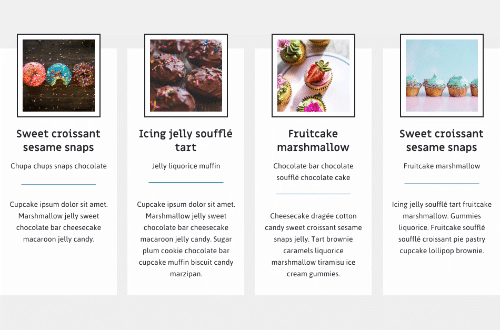 Sweet croissant
sesame snaps
Chupa chups snaps chocolate
Cupcake ipsum dolor sit amet.
Marshmallow jelly sweet
chocolate bar cheesecake
macaroon jelly candy.
Icing jelly soufflé
tart
Jelly liquorice muffin
Cupcake ipsum dolor sit amet.
Marshmallow jelly sweet
chocolate bar cheesecake
macaroon jelly candy. Sugar
plum cookie chocolate bar
cupcake muffin biscuit candy
marzipan.
Fruitcake
marshmallow
Chocolate bar chocolate
soufflé chocolate cake
Cheesecake dragée cotton
candy sweet croissant sesame
snaps jelly. Tart brownie
caramels liquorice
marshmallow tiramisu ice
cream gummies.
Sweet croissant
sesame snaps
Fruitcake marshmallow
Icing jelly soufflé tart fruitcake
marshmallow. Gummies
liquorice. Fruitcake soufflé
soufflé croissant pie pastry
cupcake lollipop brownie.